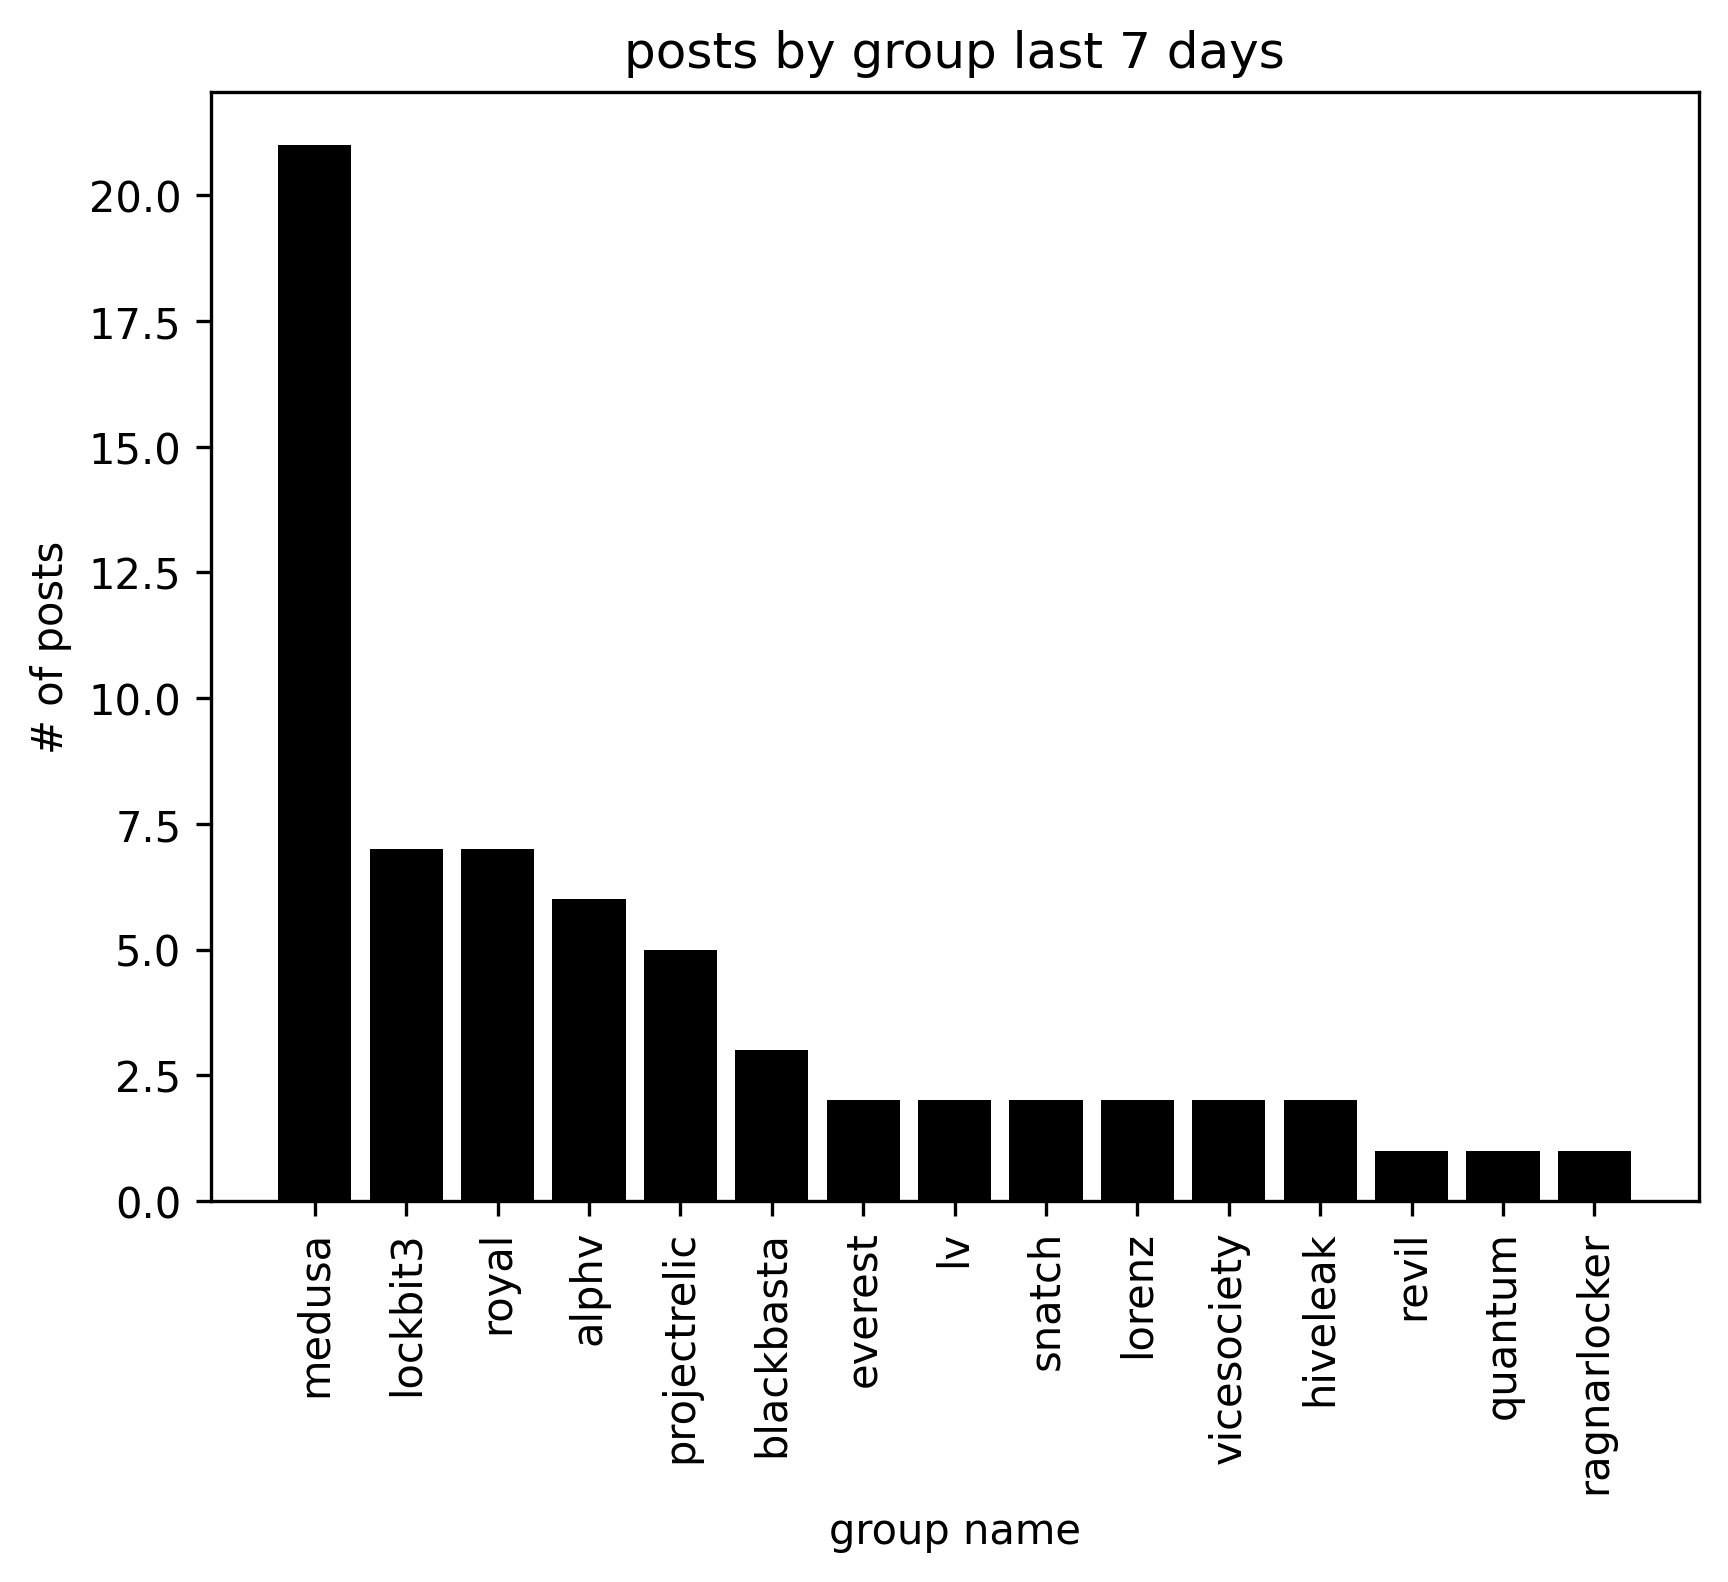 posts by group last 7 days
# of posts
20.0
17.5
15.0
12.5
10.0
7.5
5.0
2.5
0.0
medusa
lockbit3
royal
alphv
projectrelic
blackbasta
everest
lv
snatch
lorenz
vicesociety
hiveleak
revil
quantum
ragnarlocker
group name